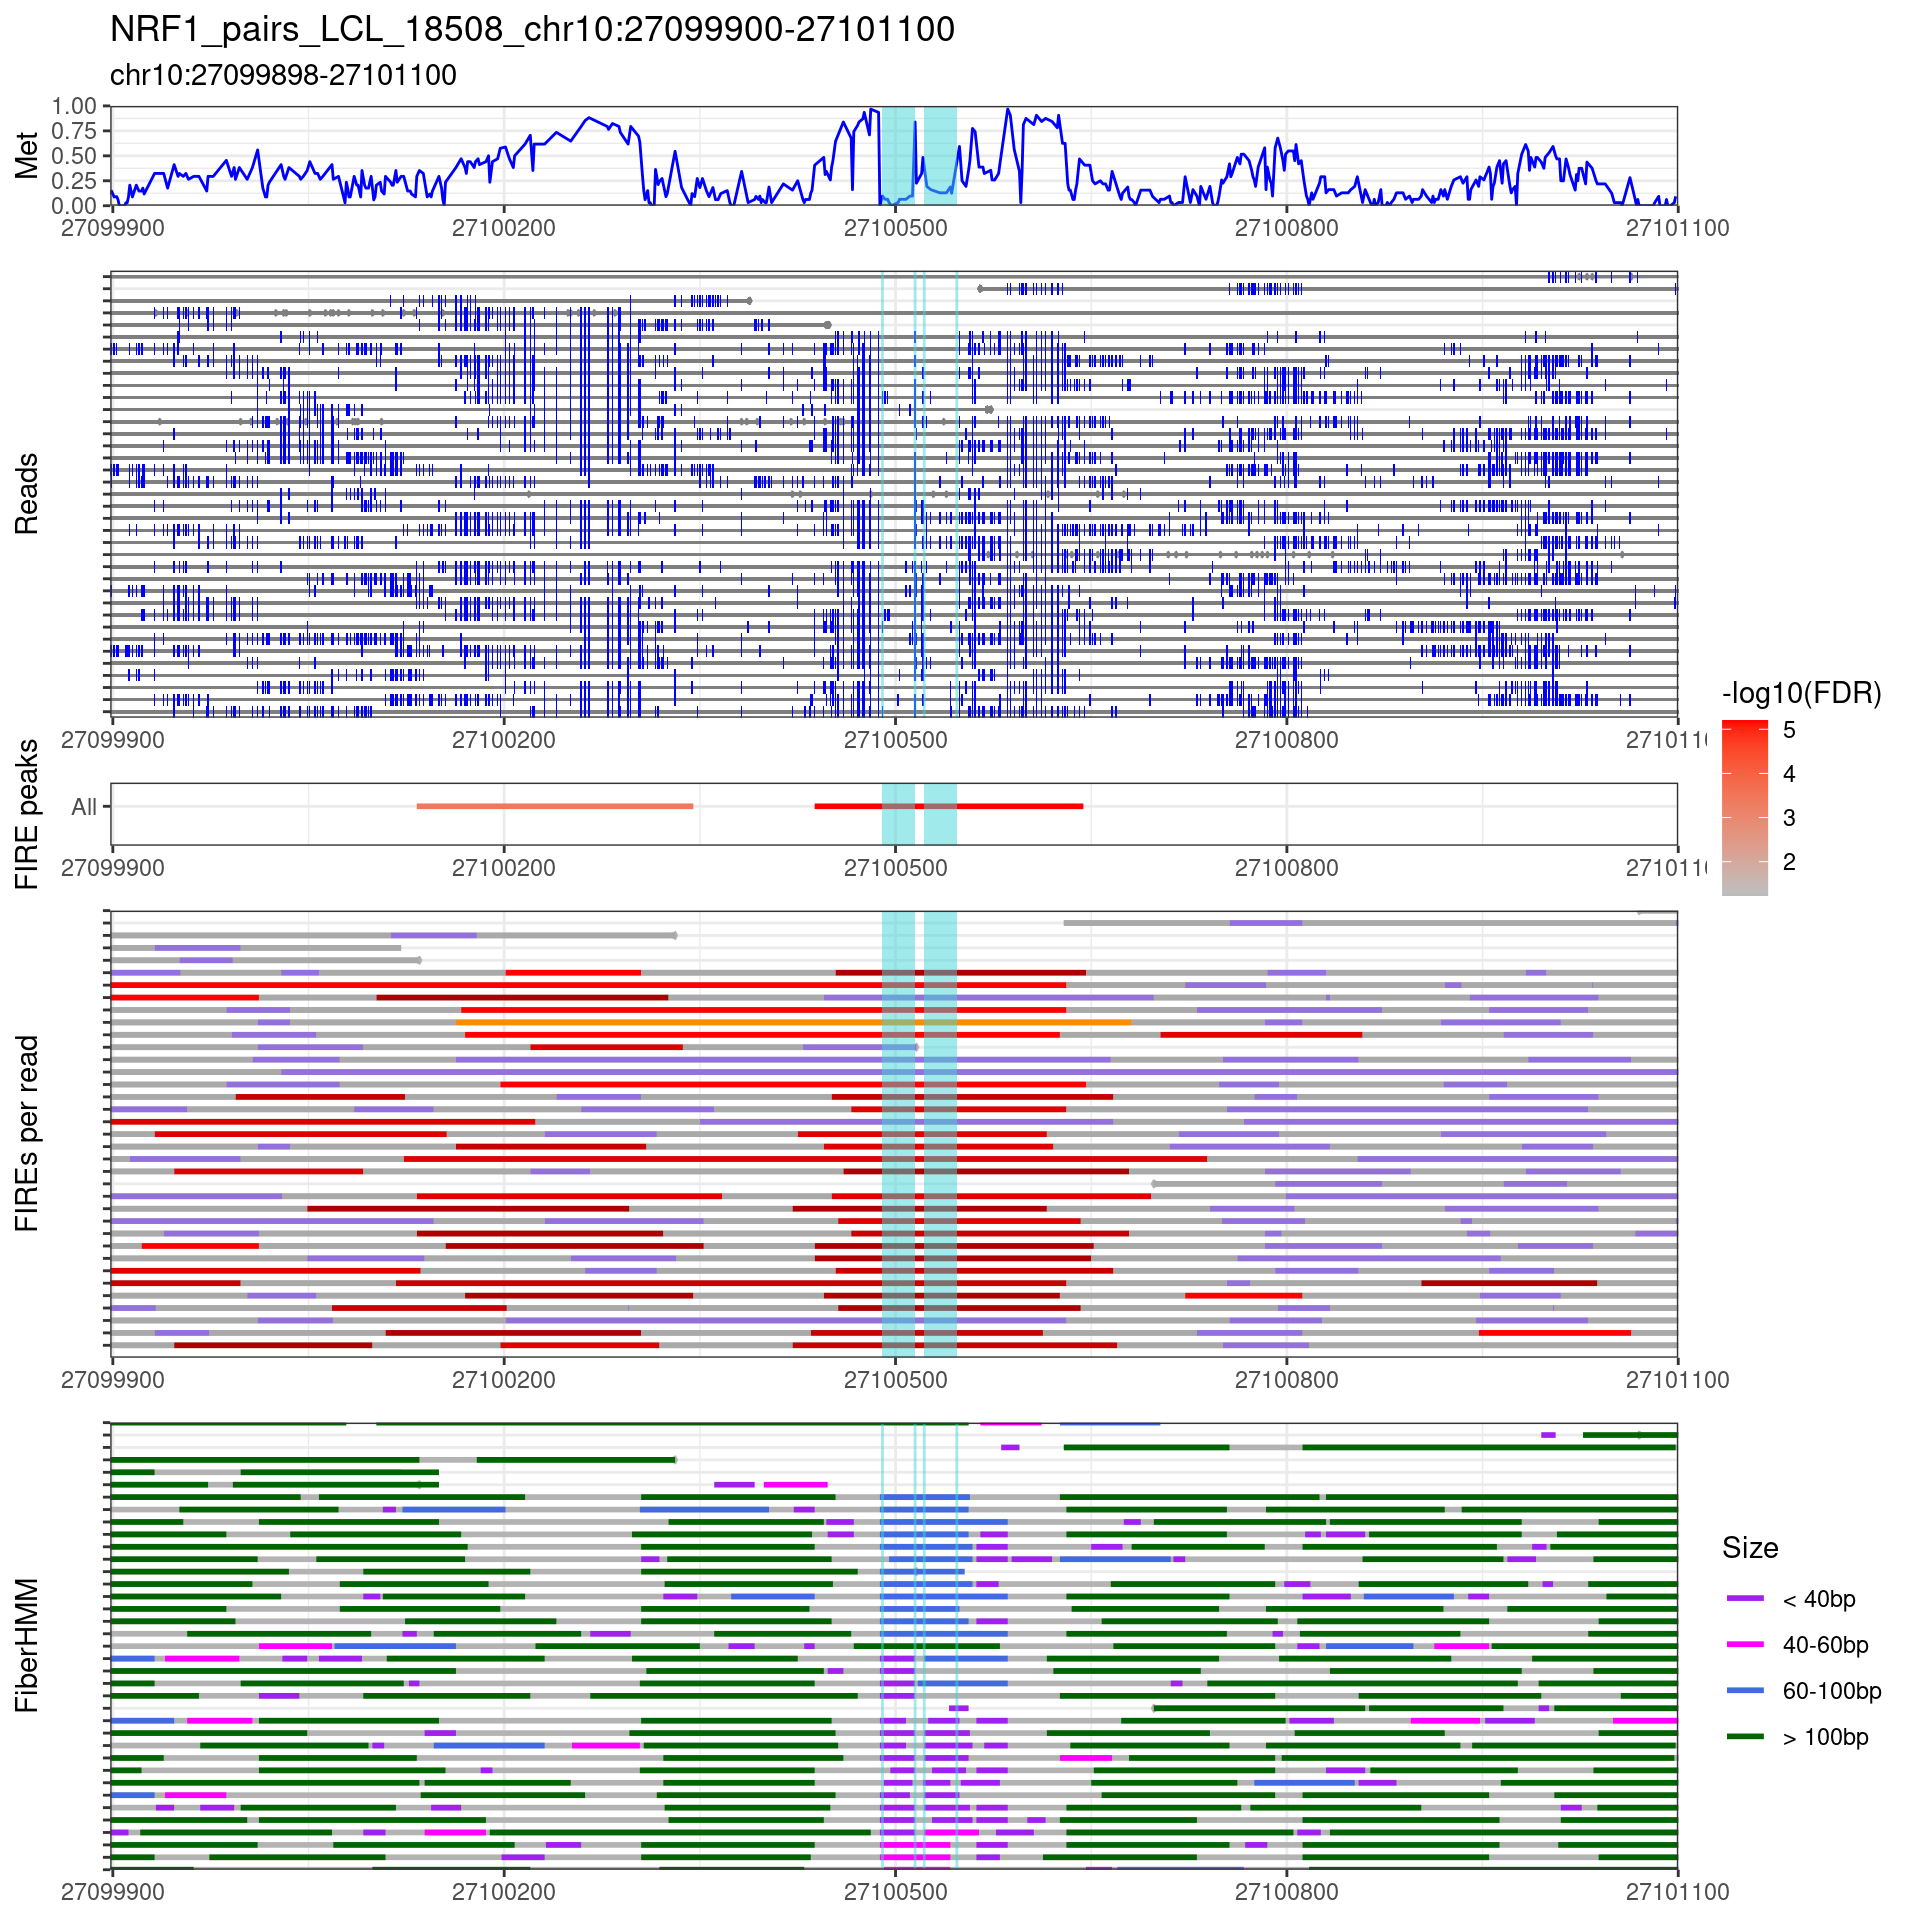 NRF1_pairs_LCL_18508_chr10:27099900-27101100
chr10:27099898-27101100
Met
1.00
0.75
0.50
0.25
0.00
27099900 27100200 27100500 27100800 27101100
Reads
27099900 27100200 27100500 27100800 2710110
FIRE peaks
All
27099900 27100200 27100500 27100800 2710110
-log10(FDR)
5
4
3
2
FIREs per read
27099900 27100200 27100500 27100800 27101100
FiberHMM
27099900 27100200 27100500 27100800 27101100
Size
< 40bp
40-60bp
60-100bp
> 100bp